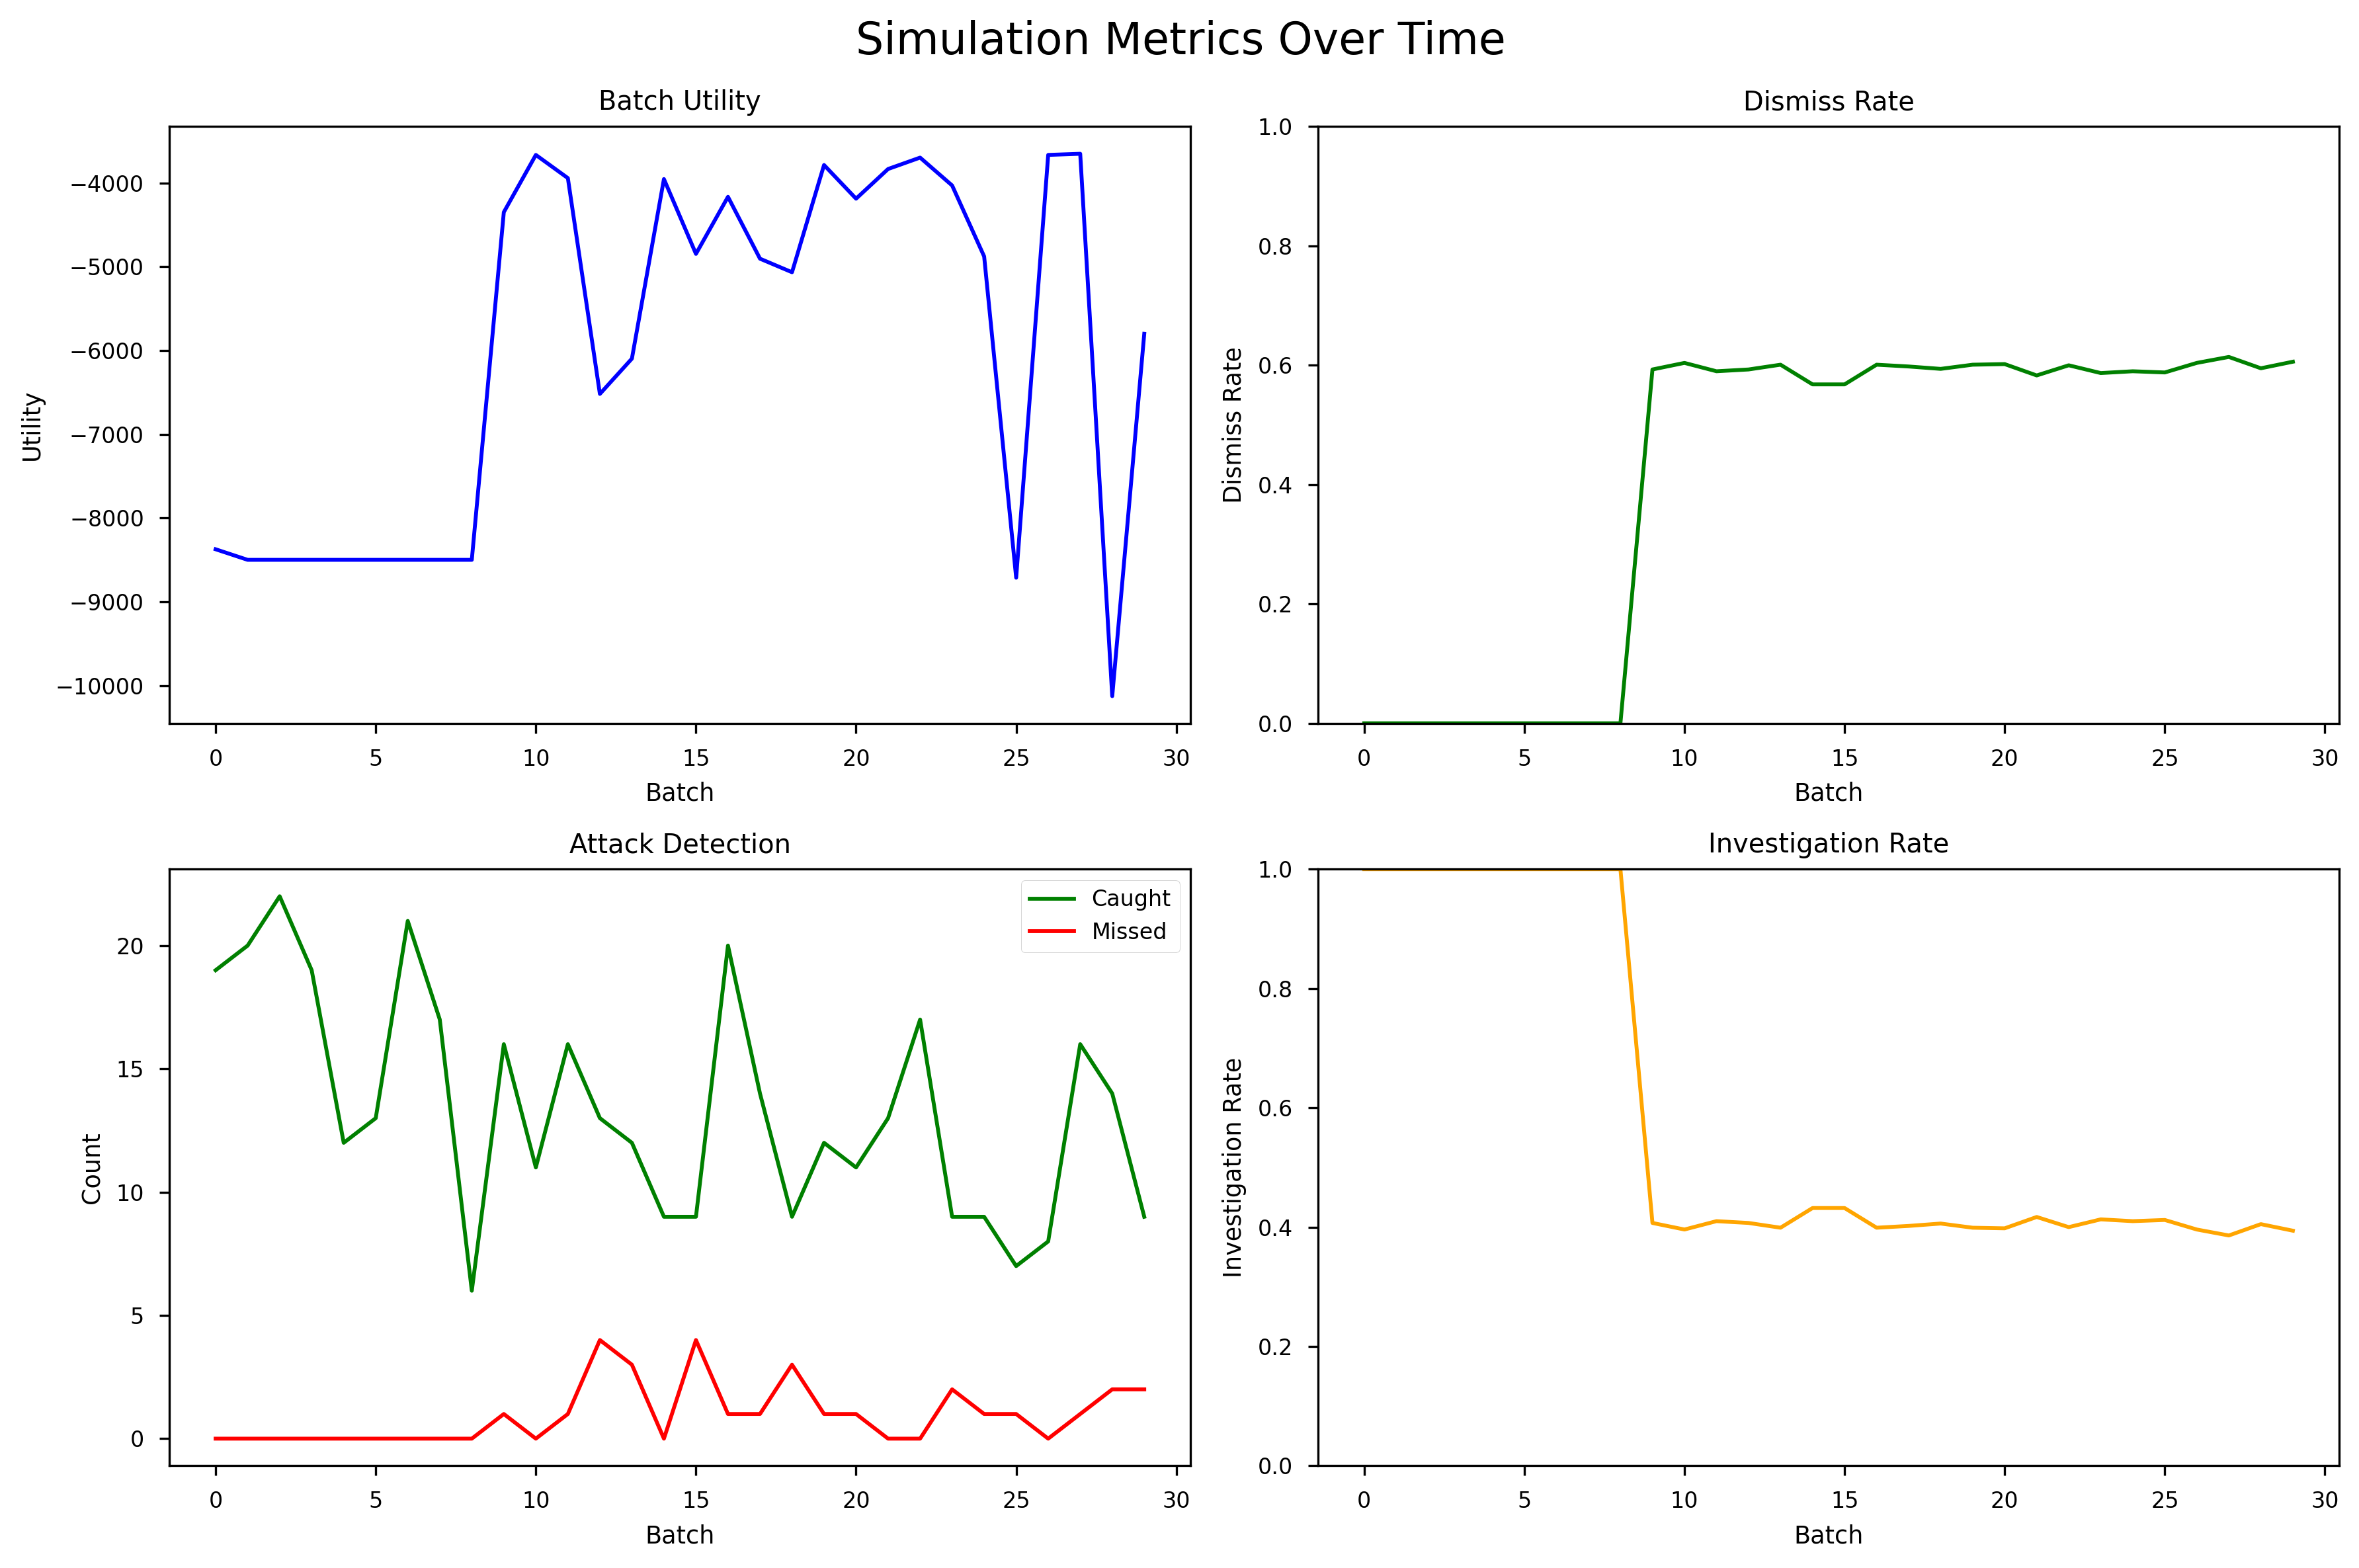 Simulation Metrics Over Time
Batch Utility
Utility
−4000
−5000
−6000
−7000
−8000
−9000
−10000
0 5 10 15 20 25 30
Batch
Dismiss Rate
Dismiss Rate
1.0
0.8
0.6
0.4
0.2
0.0
0 5 10 15 20 25 30
Batch
Attack Detection
Count
20
15
10
5
0
Caught
Missed
0 5 10 15 20 25 30
Batch
Investigation Rate
Investigation Rate
1.0
0.8
0.6
0.4
0.2
0.0
0 5 10 15 20 25 30
Batch